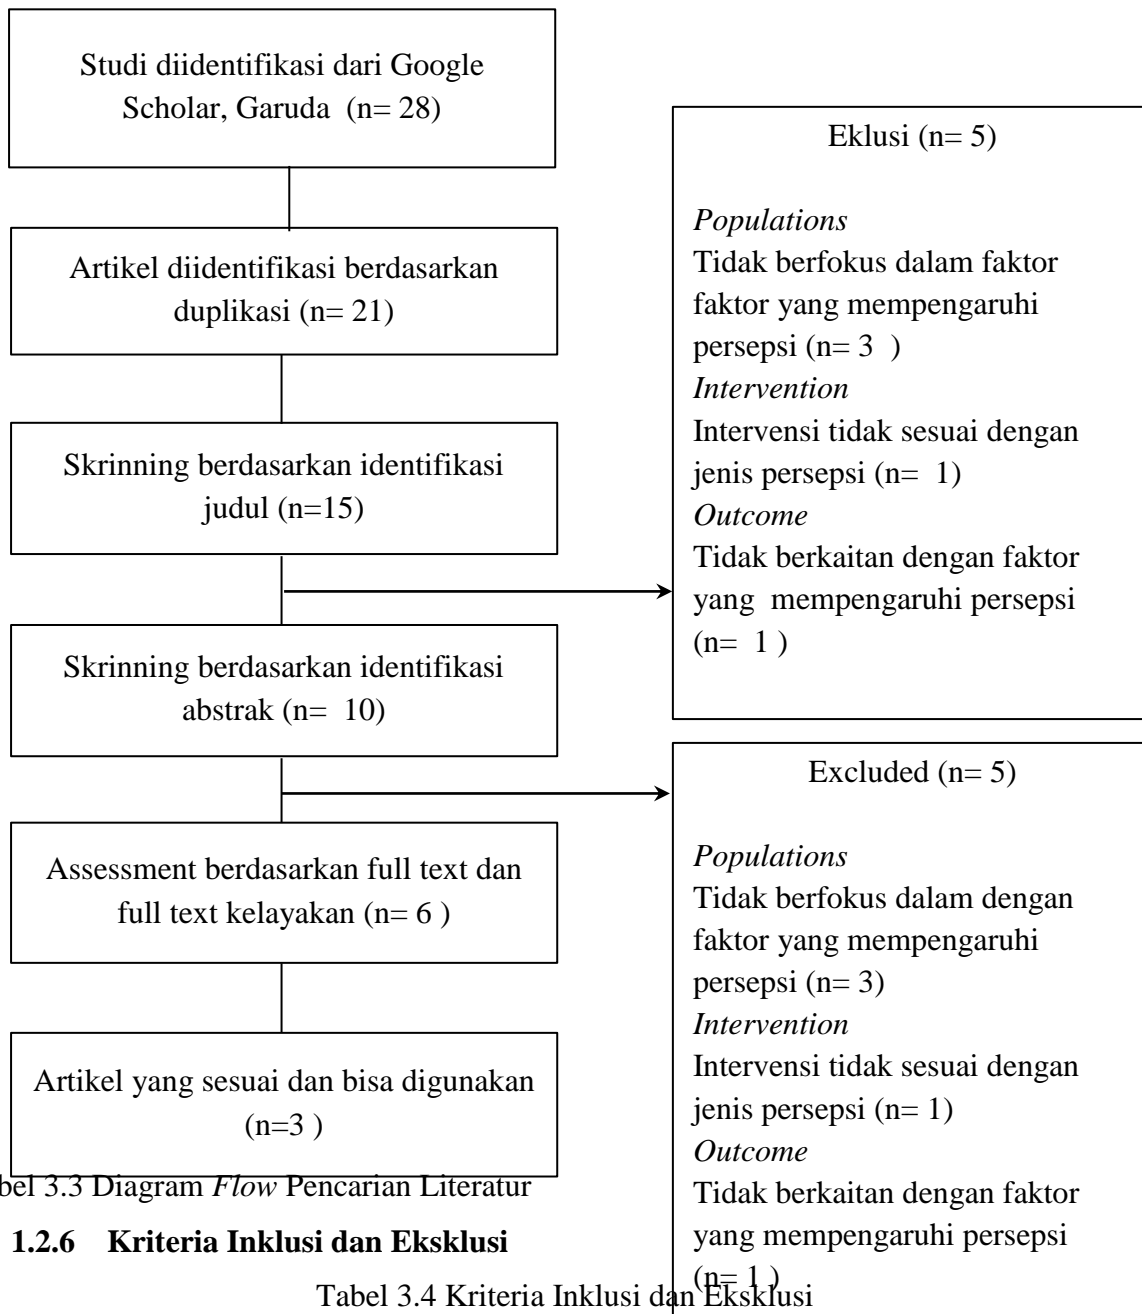 Studi diidentifikasi dari Google
Scholar, Garuda (n= 28)
Artikel diidentifikasi berdasarkan
duplikasi (n= 21)
Skrinning berdasarkan identifikasi
judul (n=15)
Skrinning berdasarkan identifikasi
abstrak (n= 10)
Assessment berdasarkan full text dan
full text kelayakan (n= 6 )
Artikel yang sesuai dan bisa digunakan
(n=3 )
Eklusi (n= 5)
Populations
Tidak berfokus dalam faktor
faktor yang mempengaruhi
persepsi (n= 3 )
Intervention
Intervensi tidak sesuai dengan
jenis persepsi (n= 1)
Outcome
Tidak berkaitan dengan faktor
yang mempengaruhi persepsi
(n= 1 )
Excluded (n= 5)
Populations
Tidak berfokus dalam dengan
faktor yang mempengaruhi
persepsi (n= 3)
Intervention
Intervensi tidak sesuai dengan
jenis persepsi (n= 1)
Outcome
Tidak berkaitan dengan faktor
yang mempengaruhi persepsi
(n= 1 )
bel 3.3 Diagram Flow Pencarian Literatur
1.2.6 Kriteria Inklusi dan Eksklusi
Tabel 3.4 Kriteria Inklusi dan Eksklusi